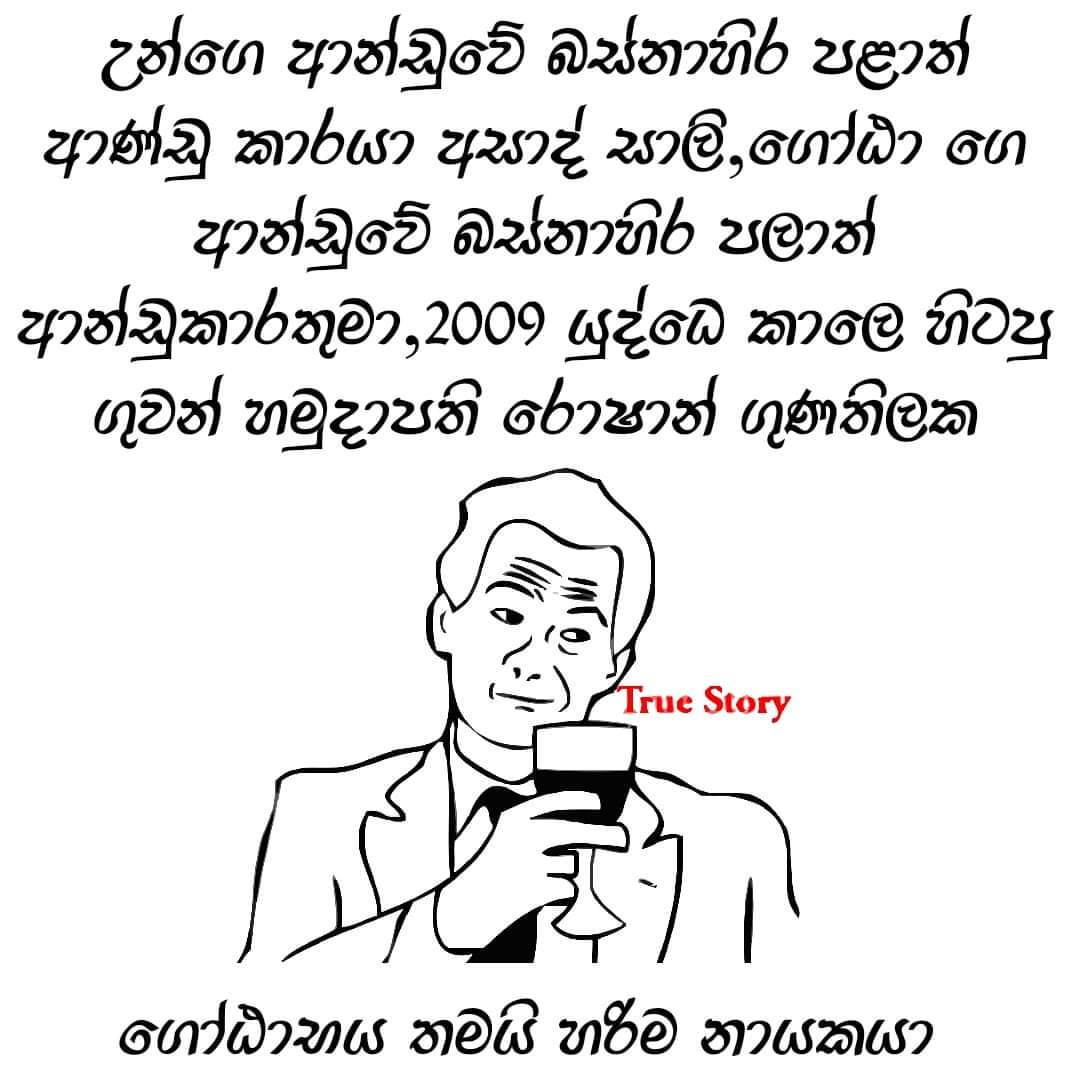 උන්ගෙ ආන්ඩුවේ බස්නාහිර පළාත්
ආණ්ඩු කාරයා අසාද් සාලි,ගෝඨා ගෙ
ආන්ඩුවේ බස්නාහිර පලාත්
ආන්ඩුකාරතුමා,2009 යුද්ධෙ කාලෙ හිටපු
ගුවන් හමුදාපති රොෂාන් ගුණතිලක
True Story
ගෝඨාභය තමයි හරිම නායකයා